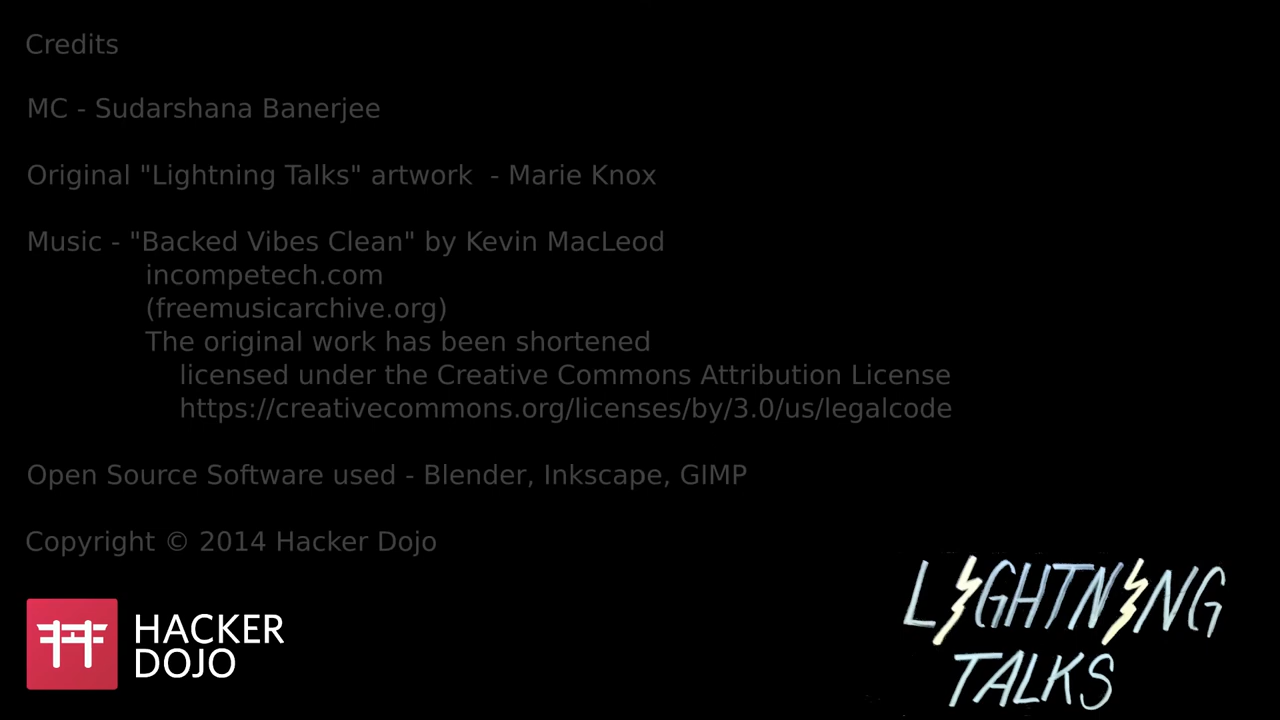 Credits
MC - Sudarshana Banerjee
Original "Lightning Talks" artwork  - Marie Knox
Music - "Backed Vibes Clean" by Kevin MacLeod
incompetech.com
(freemusicarchive.org)
The original work has been shortened
licensed under the Creative Commons Attribution License
https://creativecommons.org/licenses/by/3.0/us/legalcode
Open Source Software used - Blender, Inkscape, GIMP
Copyright © 2014 Hacker Dojo
HACKER
DOJO
LIGHTNING
TALKS